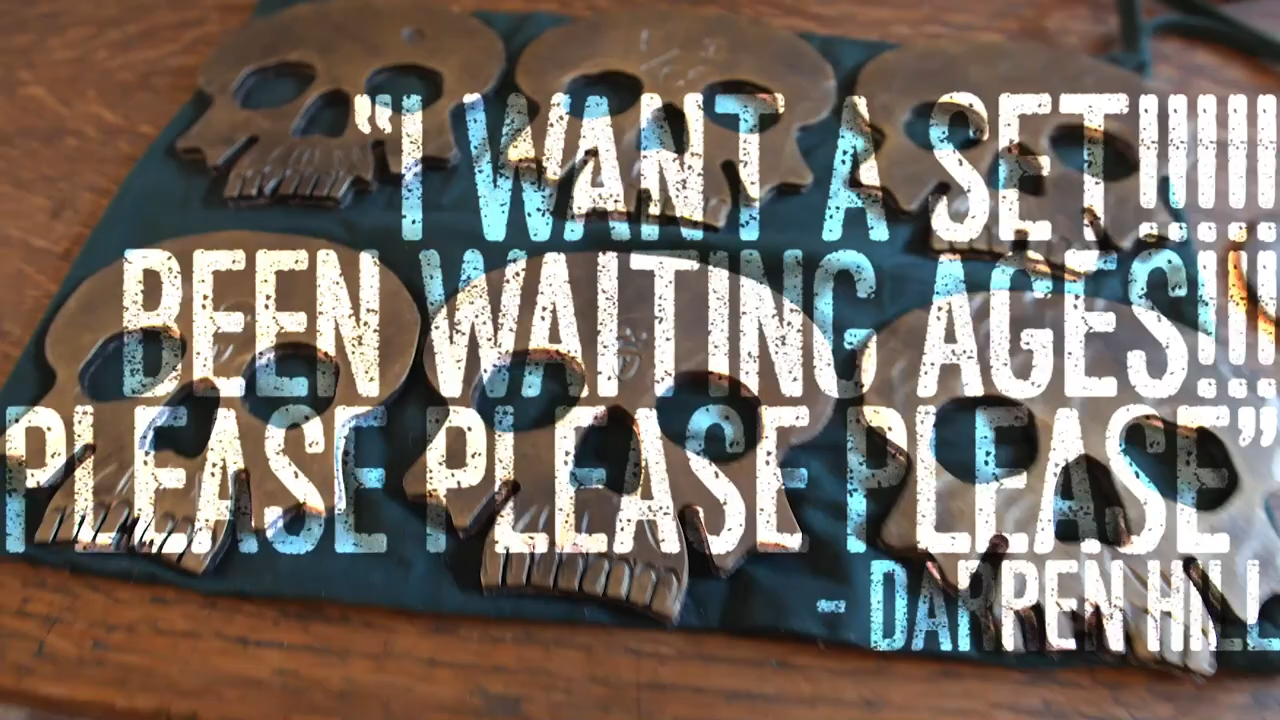 "I WANT A SET!!!!!
BEEN WAITING AGES!!!
PLEASE PLEASE PLEASE"
- DARREN HILL